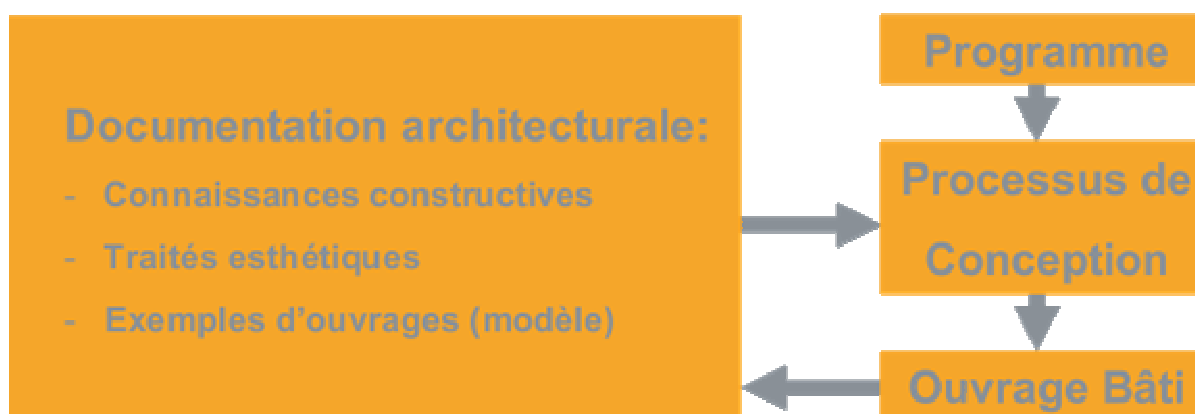 Documentation architecturale:
- Connaissances constructives
- Traités esthétiques
- Exemples d'ouvrages (modèle)
Programme
Processus de
Conception
Ouvrage Bâti